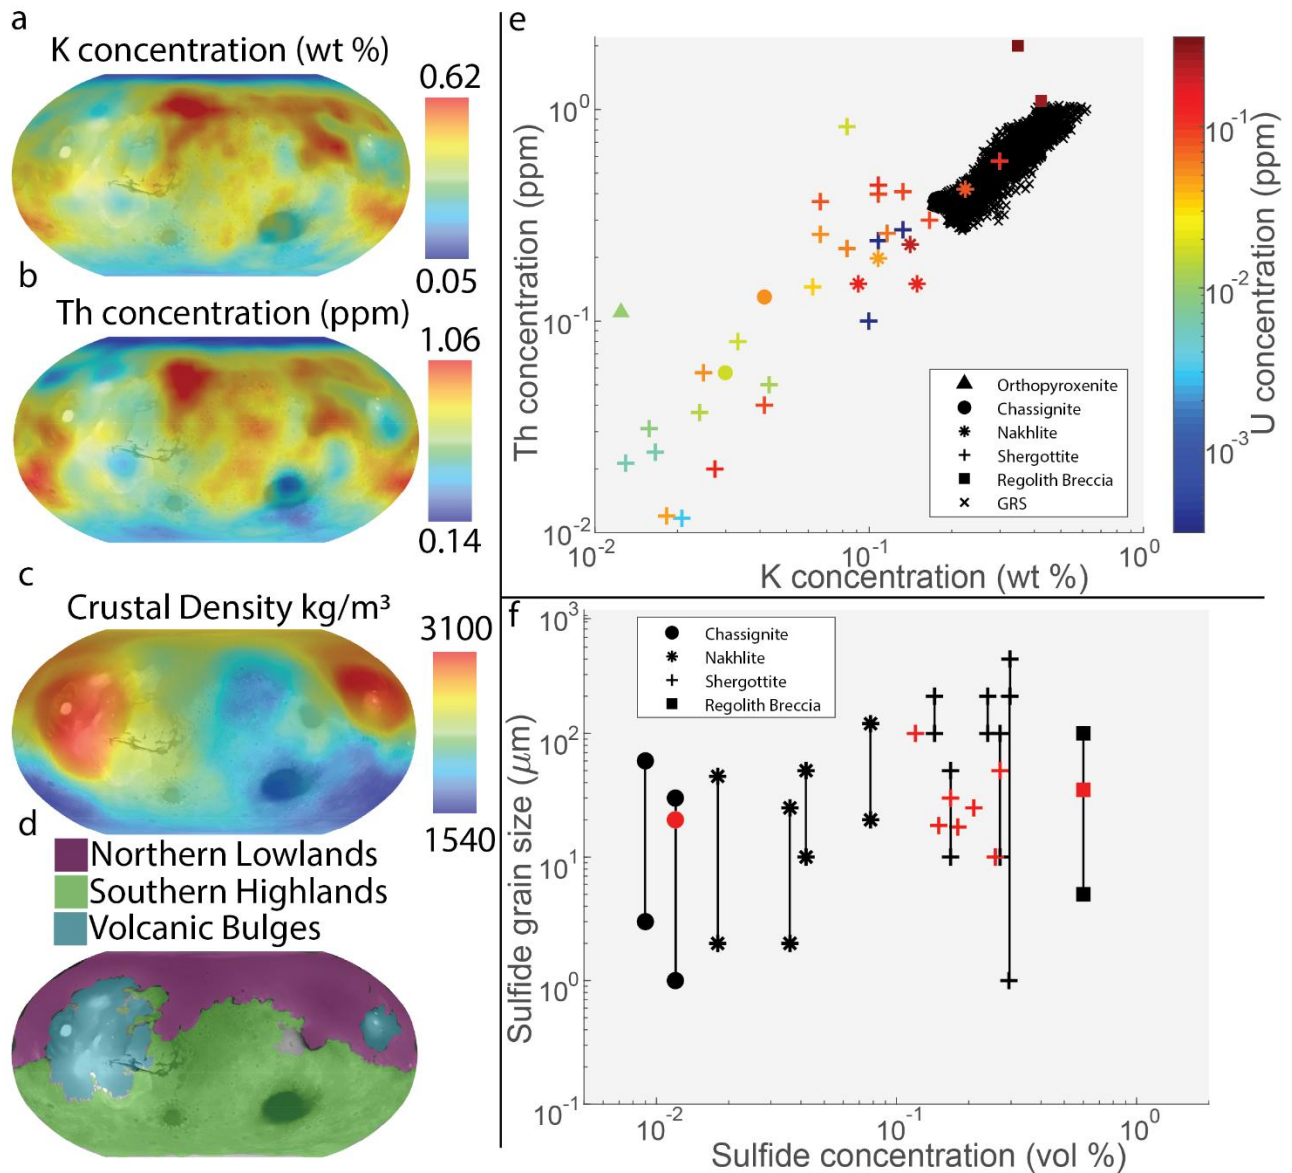 a
K concentration (wt %)
0.62
0.05
b
Th concentration (ppm)
1.06
0.14
c
Crustal Density kg/m³
3100
1540
d
Northern Lowlands
Southern Highlands
Volcanic Bulges
e
Th concentration (ppm)
10⁰
10⁻¹
10⁻²
10⁻² 10⁻¹ 10⁰
K concentration (wt %)
Orthopyroxenite
Chassignite
Nakhlite
Shergottite
Regolith Breccia
GRS
10⁻¹
10⁻²
10⁻³
U concentration (ppm)
f
Sulfide grain size (μm)
10³
10²
10¹
10⁰
10⁻¹
Chassignite
Nakhlite
Shergottite
Regolith Breccia
10⁻² 10⁻¹ 10⁰
Sulfide concentration (vol %)